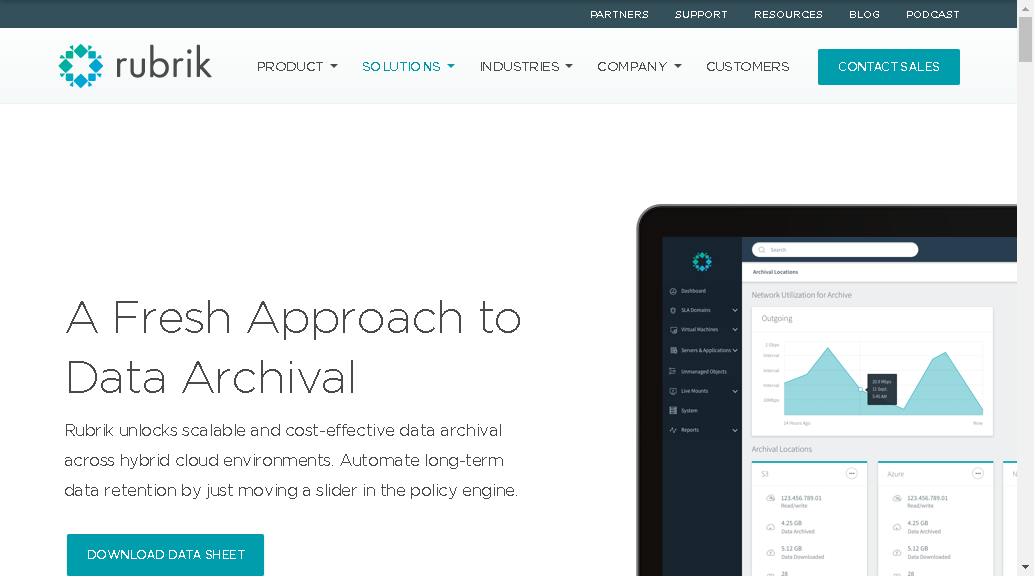 PARTNERS SUPPORT RESOURCES BLOG PODCAST
rubrik PRODUCT SOLUTIONS INDUSTRIES COMPANY CUSTOMERS CONTACT SALES
A Fresh Approach to
Data Archival
Rubrik unlocks scalable and cost-effective data archival
across hybrid cloud environments. Automate long-term
data retention by just moving a slider in the policy engine.
DOWNLOAD DATA SHEET
Search
Archival Locations
Dashboard
SLA Domains
Virtual Machines
Servers & Applications
Unmanaged Objects
Live Mounts
System
Reports
Network Utilization for Archive
Outgoing
2 Gbps
Interval
Interval
Interval
10Mbps
20.9 Mbps
11 Sept.
5:45 AM
24 Hours Ago Now
Archival Locations
S3 Azure
123.456.789.01 123.456.789.01
Read/write Read/write
4.25 GB 4.25 GB
Data Archived Data Archived
5.12 GB 5.12 GB
Data Downloaded Data Downloaded
28 28